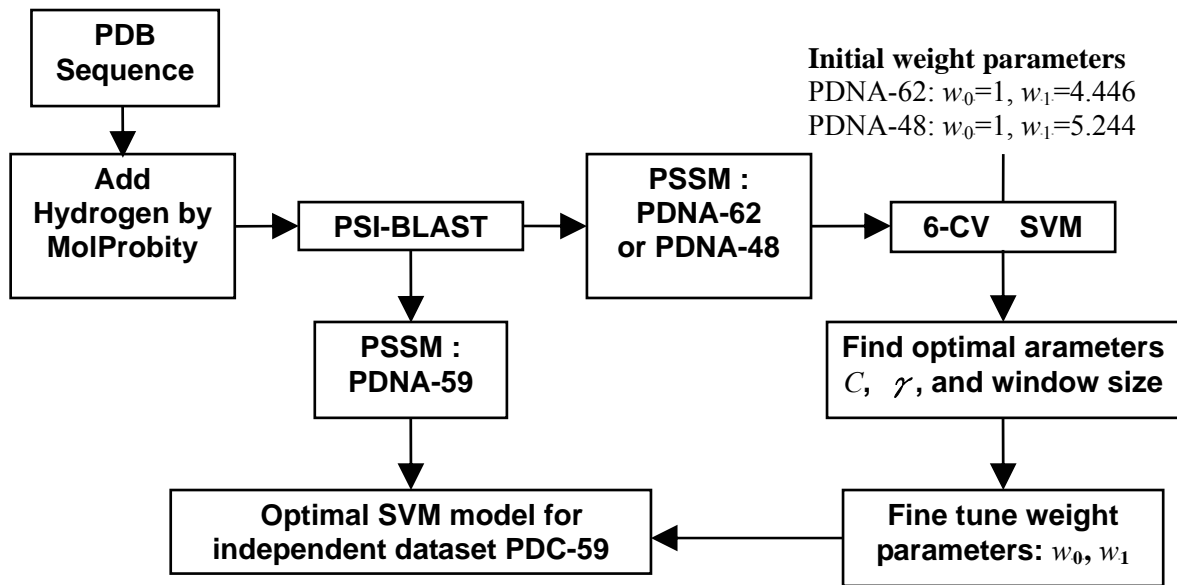 PDB
Sequence
Initial weight parameters
PDNA-62: w0=1, w1=4.446
PDNA-48: w0=1, w1=5.244
Add
Hydrogen by
MolProbity
PSI-BLAST
PSSM :
PDNA-62
or PDNA-48
6-CV SVM
PSSM :
PDNA-59
Find optimal arameters
C, γ, and window size
Optimal SVM model for
independent dataset PDC-59
Fine tune weight
parameters: w0, w1